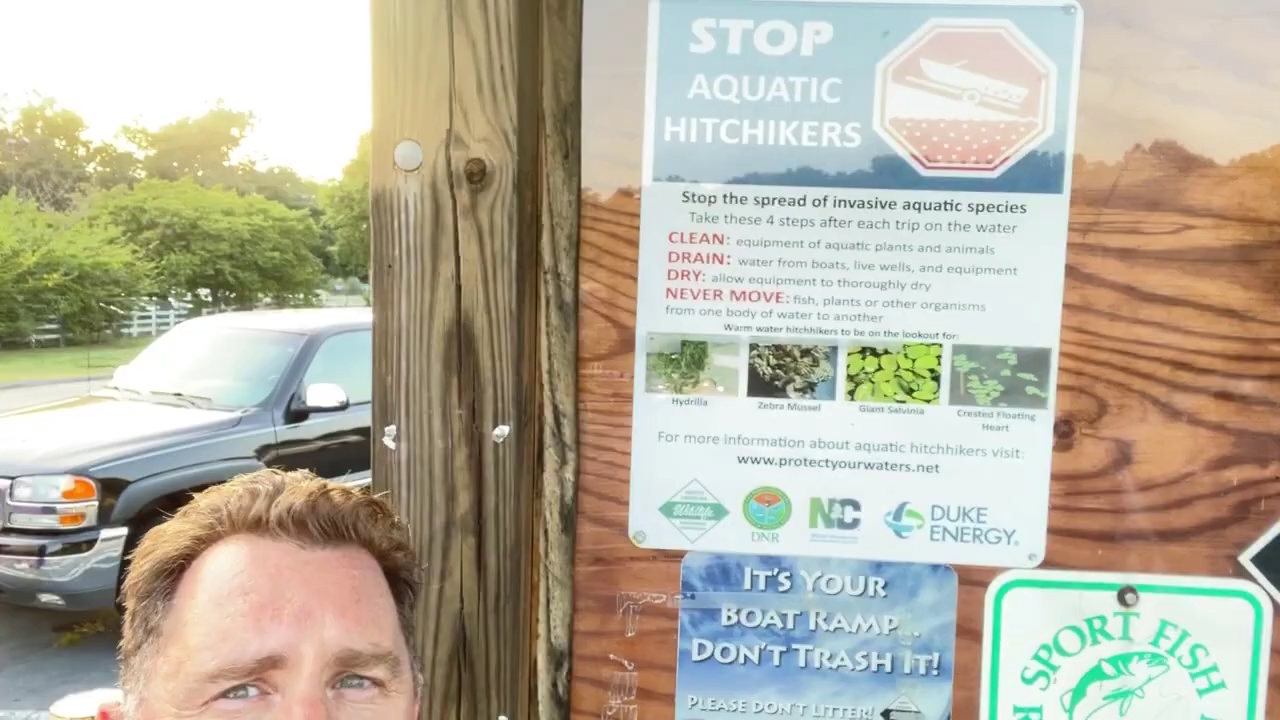 STOP
AQUATIC
HITCHIKERS
Stop the spread of invasive aquatic species
Take these 4 steps after each trip on the water
CLEAN: equipment of aquatic plants and animals
DRAIN: water from boats, live wells, and equipment
DRY: allow equipment to thoroughly dry
NEVER MOVE: fish, plants or other organisms
from one body of water to another
Warm water hitchhikers to be on the lookout for:
Hydrilla
Zebra Mussel
Giant Salvinia
Crested Floating
Heart
For more information about aquatic hitchhikers visit:
www.protectyourwaters.net
Wildlife
DNR
NC
DUKE
ENERGY.
IT'S YOUR
BOAT RAMP...
DON'T TRASH IT!
PLEASE DON'T LITTER!
SPORT FISH